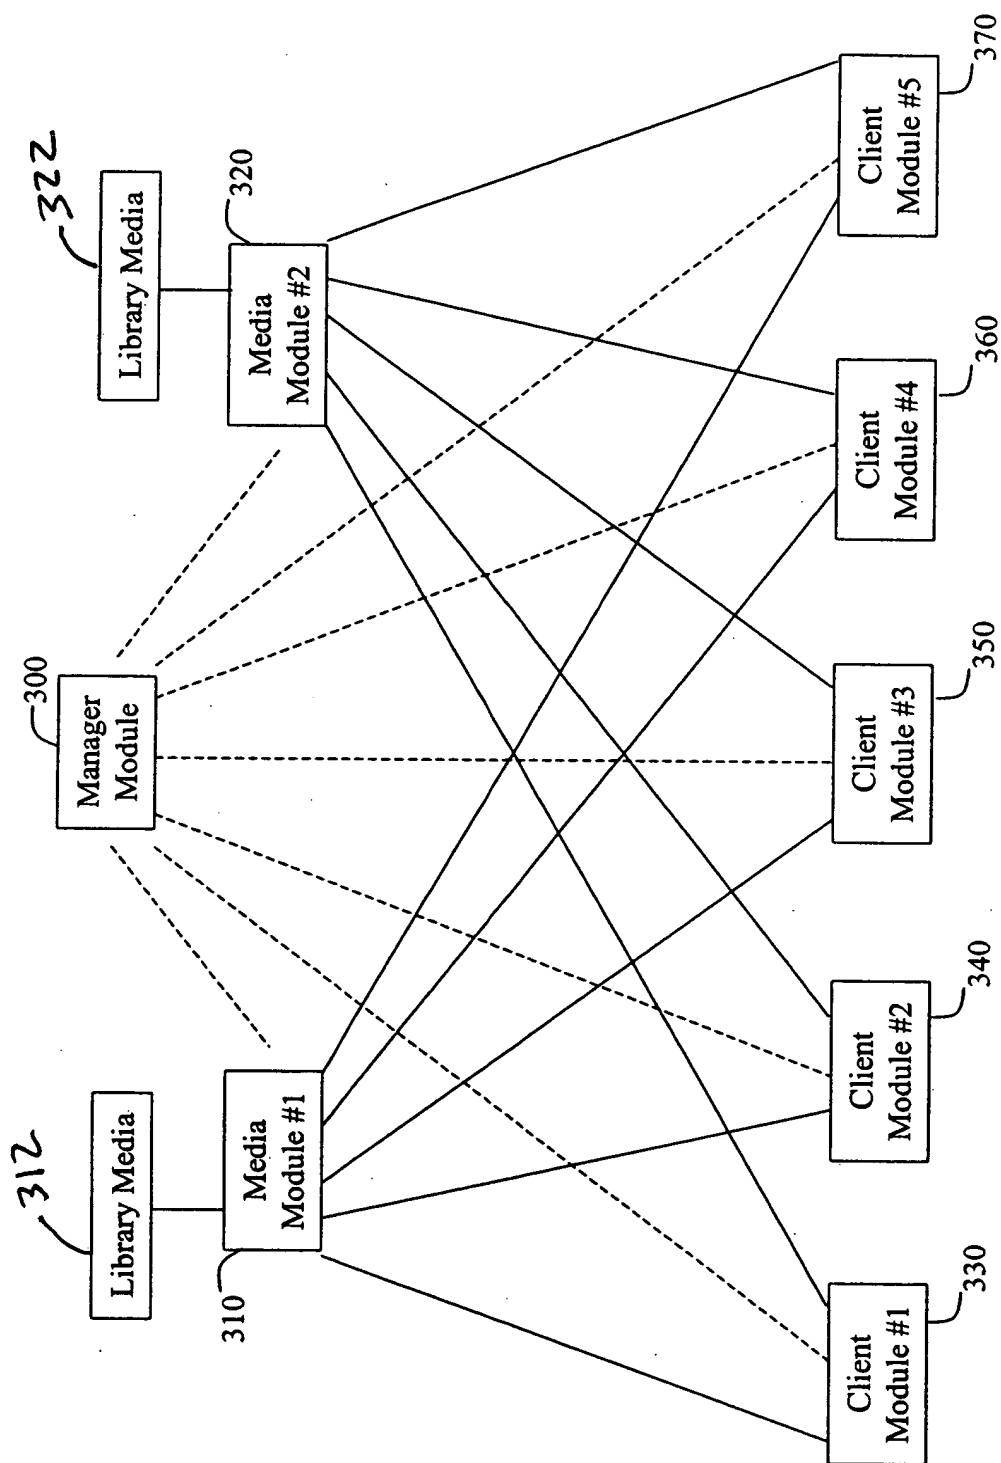 312
Library Media
Media
Module #1
310
300
Manager
Module
322
Library Media
320
Media
Module #2
Client
Module #1
330
Client
Module #2
340
Client
Module #3
350
Client
Module #4
360
Client
Module #5
370